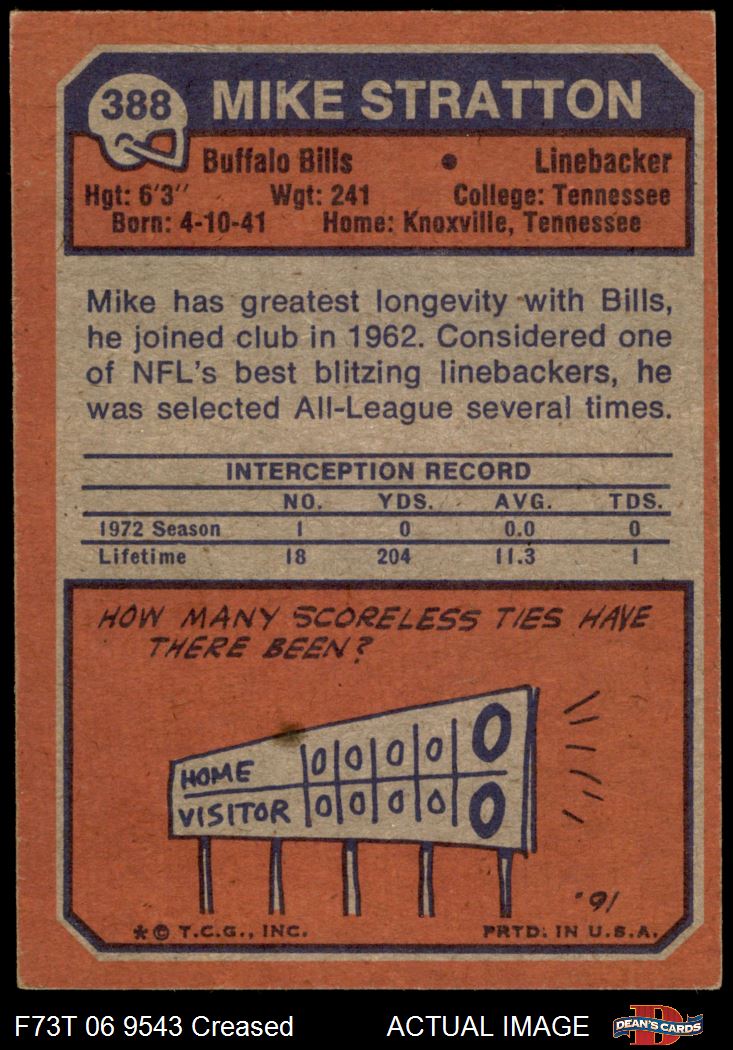 388 MIKE STRATTON
Buffalo Bills • Linebacker
Hgt: 6'3" Wgt: 241 College: Tennessee
Born: 4-10-41 Home: Knoxville, Tennessee
Mike has greatest longevity with Bills,
he joined club in 1962. Considered one
of NFL's best blitzing linebackers, he
was selected All-League several times.
INTERCEPTION RECORD
NO. YDS. AVG. TDS.
1972 Season 1 0 0.0 0
Lifetime 18 204 11.3 1
HOW MANY SCORELESS TIES HAVE
THERE BEEN?
HOME 0 0 0 0 0
VISITOR 0 0 0 0 0
·91
*© T.C.G., INC. PRTD. IN U.S.A.
F73T 06 9543 Creased ACTUAL IMAGE DEAN'S CARDS